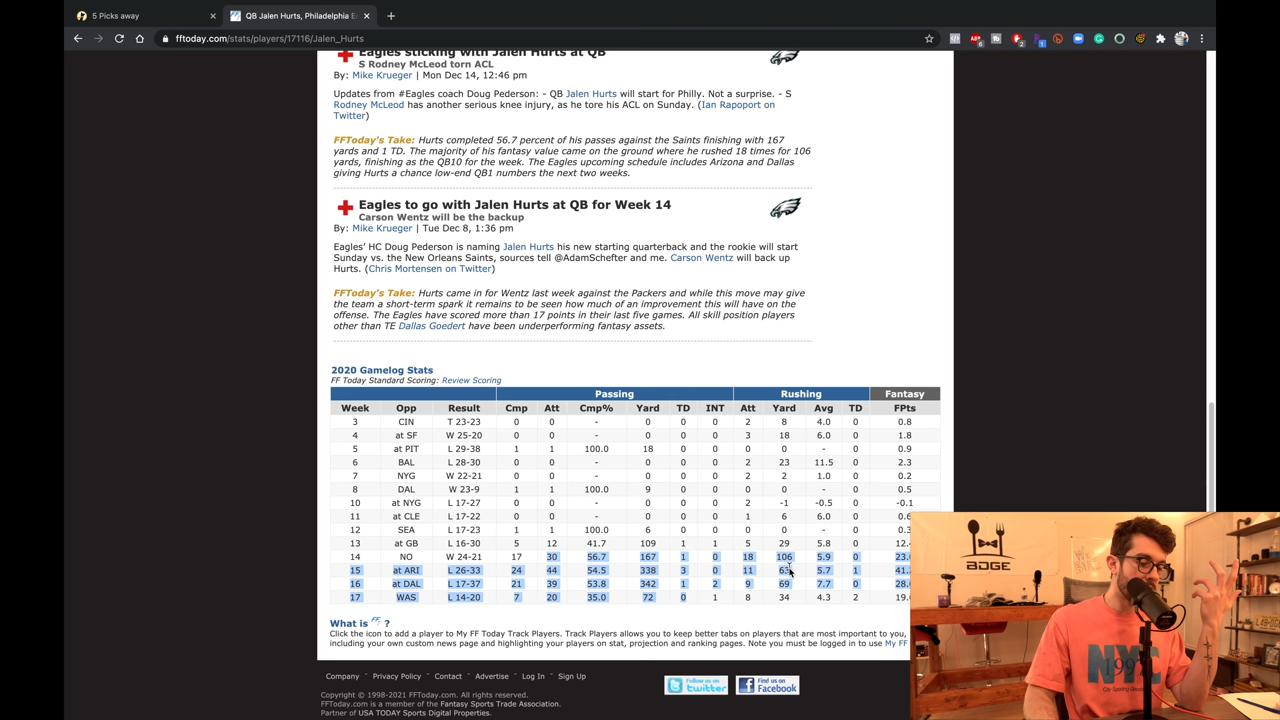 5 Picks away
QB Jalen Hurts, Philadelphia E
fftoday.com/stats/players/17116/Jalen_Hurts
Eagles sticking with Jalen Hurts at QB
S Rodney McLeod torn ACL
By: Mike Krueger | Mon Dec 14, 12:46 pm
Updates from #Eagles coach Doug Pederson: - QB Jalen Hurts will start for Philly. Not a surprise. - S
Rodney McLeod has another serious knee injury, as he tore his ACL on Sunday. (Ian Rapoport on
Twitter)
FFToday's Take: Hurts completed 56.7 percent of his passes against the Saints finishing with 167
yards and 1 TD. The majority of his fantasy value came on the ground where he rushed 18 times for 106
yards, finishing as the QB10 for the week. The Eagles upcoming schedule includes Arizona and Dallas
giving Hurts a chance low-end QB1 numbers the next two weeks.
Eagles to go with Jalen Hurts at QB for Week 14
Carson Wentz will be the backup
By: Mike Krueger | Tue Dec 8, 1:36 pm
Eagles' HC Doug Pederson is naming Jalen Hurts his new starting quarterback and the rookie will start
Sunday vs. the New Orleans Saints, sources tell @AdamSchefter and me. Carson Wentz will back up
Hurts. (Chris Mortensen on Twitter)
FFToday's Take: Hurts came in for Wentz last week against the Packers and while this move may give
the team a short-term spark it remains to be seen how much of an improvement this will have on the
offense. The Eagles have scored more than 17 points in their last five games. All skill position players
other than TE Dallas Goedert have been underperforming fantasy assets.
2020 Gamelog Stats
FF Today Standard Scoring: Review Scoring
Passing Rushing Fantasy
Week Opp Result Cmp Att Cmp% Yard TD INT Att Yard Avg TD FPts
3 CIN T 23-23 0 0 - 0 0 0 2 8 4.0 0 0.8
4 at SF W 25-20 0 0 - 0 0 0 3 18 6.0 0 1.8
5 at PIT L 29-38 1 1 100.0 18 0 0 0 0 - 0 0.9
6 BAL L 28-30 0 0 - 0 0 0 2 23 11.5 0 2.3
7 NYG W 22-21 0 0 - 0 0 0 2 2 1.0 0 0.2
8 DAL W 23-9 1 1 100.0 9 0 0 0 0 - 0 0.5
10 at NYG L 17-27 0 0 - 0 0 0 2 -1 -0.5 0 -0.1
11 at CLE L 17-22 0 0 - 0 0 0 1 6 6.0 0 0.6
12 SEA L 17-23 1 1 100.0 6 0 0 0 0 - 0 0.3
13 at GB L 16-30 5 12 41.7 109 1 1 5 29 5.8 0 12.
14 NO W 24-21 17 30 56.7 167 1 0 18 106 5.9 0 23.
15 at ARI L 26-33 24 44 54.5 338 3 0 11 63 5.7 1 41.
16 at DAL L 17-37 21 39 53.8 342 1 2 9 69 7.7 0 28.
17 WAS L 14-20 7 20 35.0 72 0 1 8 34 4.3 2 19.
What is FF ?
Click the icon to add a player to My FF Today Track Players. Track Players allows you to keep better tabs on players that are most important to you,
including your own custom news page and highlighting your players on stat, projection and ranking pages. Note you must be logged in to use My FF
Company ~ Privacy Policy ~ Contact ~ Advertise ~ Log In ~ Sign Up
Copyright © 1998-2021 FFToday.com. All rights reserved.
FFToday.com is a member of the Fantasy Sports Trade Association.
Partner of USA TODAY Sports Digital Properties.
Follow us on
twitter
Find us on
Facebook
BDGE
NYC